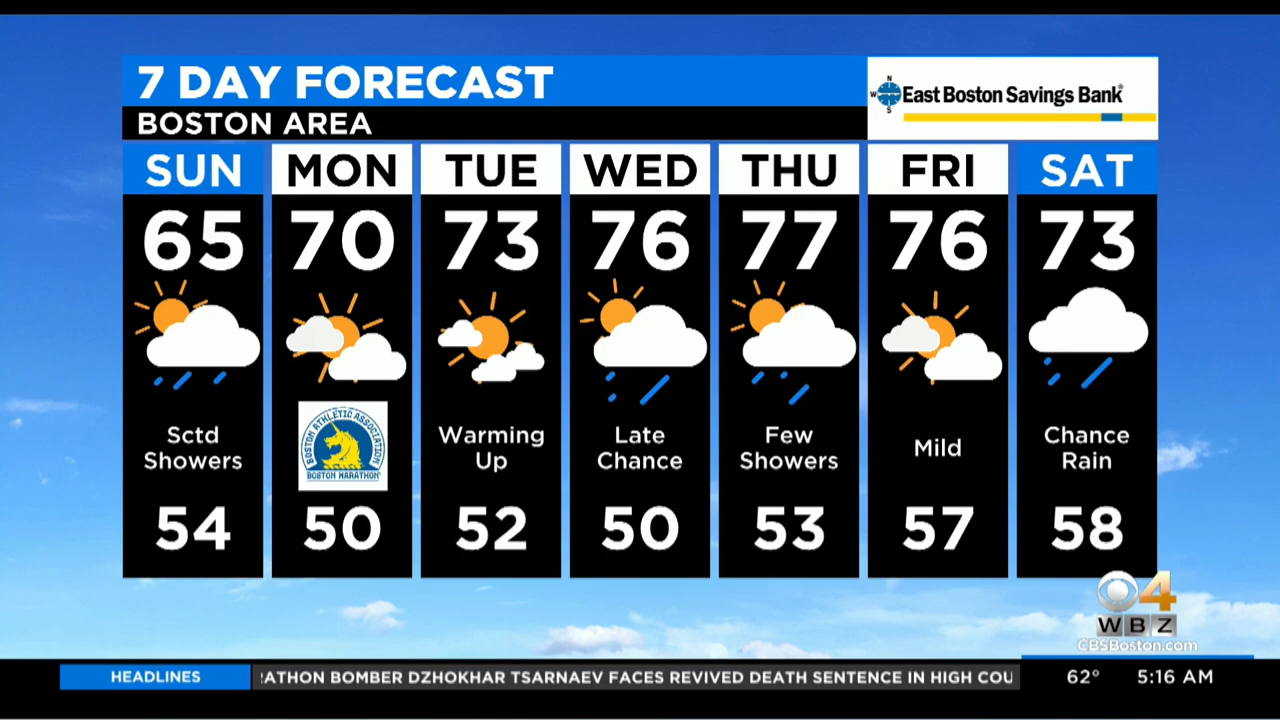 7 DAY FORECAST
BOSTON AREA
N
W
S
East Boston Savings Bank®
SUN MON TUE WED THU FRI SAT
65 70 73 76 77 76 73
BOSTON ATHLETIC ASSOCIATION
BOSTON MARATHON®
Sctd
Showers
Warming
Up
Late
Chance
Few
Showers
Mild
Chance
Rain
54 50 52 50 53 57 58
4
WBZ
CBSBoston.com
HEADLINES
RATHON BOMBER DZHOKHAR TSARNAEV FACES REVIVED DEATH SENTENCE IN HIGH COU
62° 5:16 AM